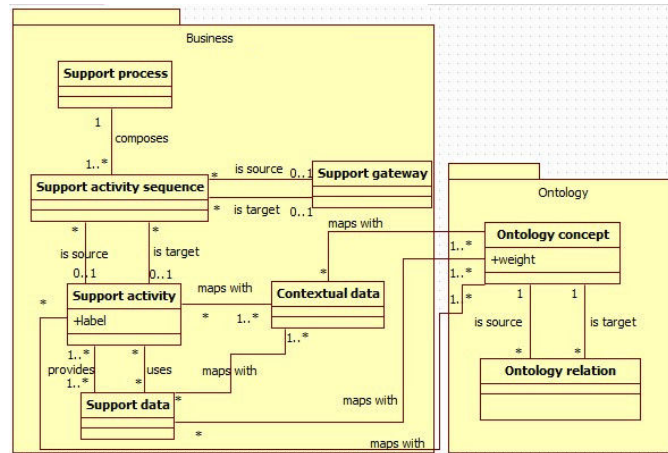 Business
Support process
1
composes
1..*
Support activity sequence
* is source 0..1
Support gateway
* is target 0..1
* *
is source is target
0..1 0..1
Support activity
+label
maps with
* 1..*
Contextual data
*
maps with
Ontology
Ontology concept
+weight
1..*
1..*
1..*
1 1
is source is target
* *
Ontology relation
*
1..* *
provides uses
1..* *
Support data
* maps with 1..*
* maps with
maps with